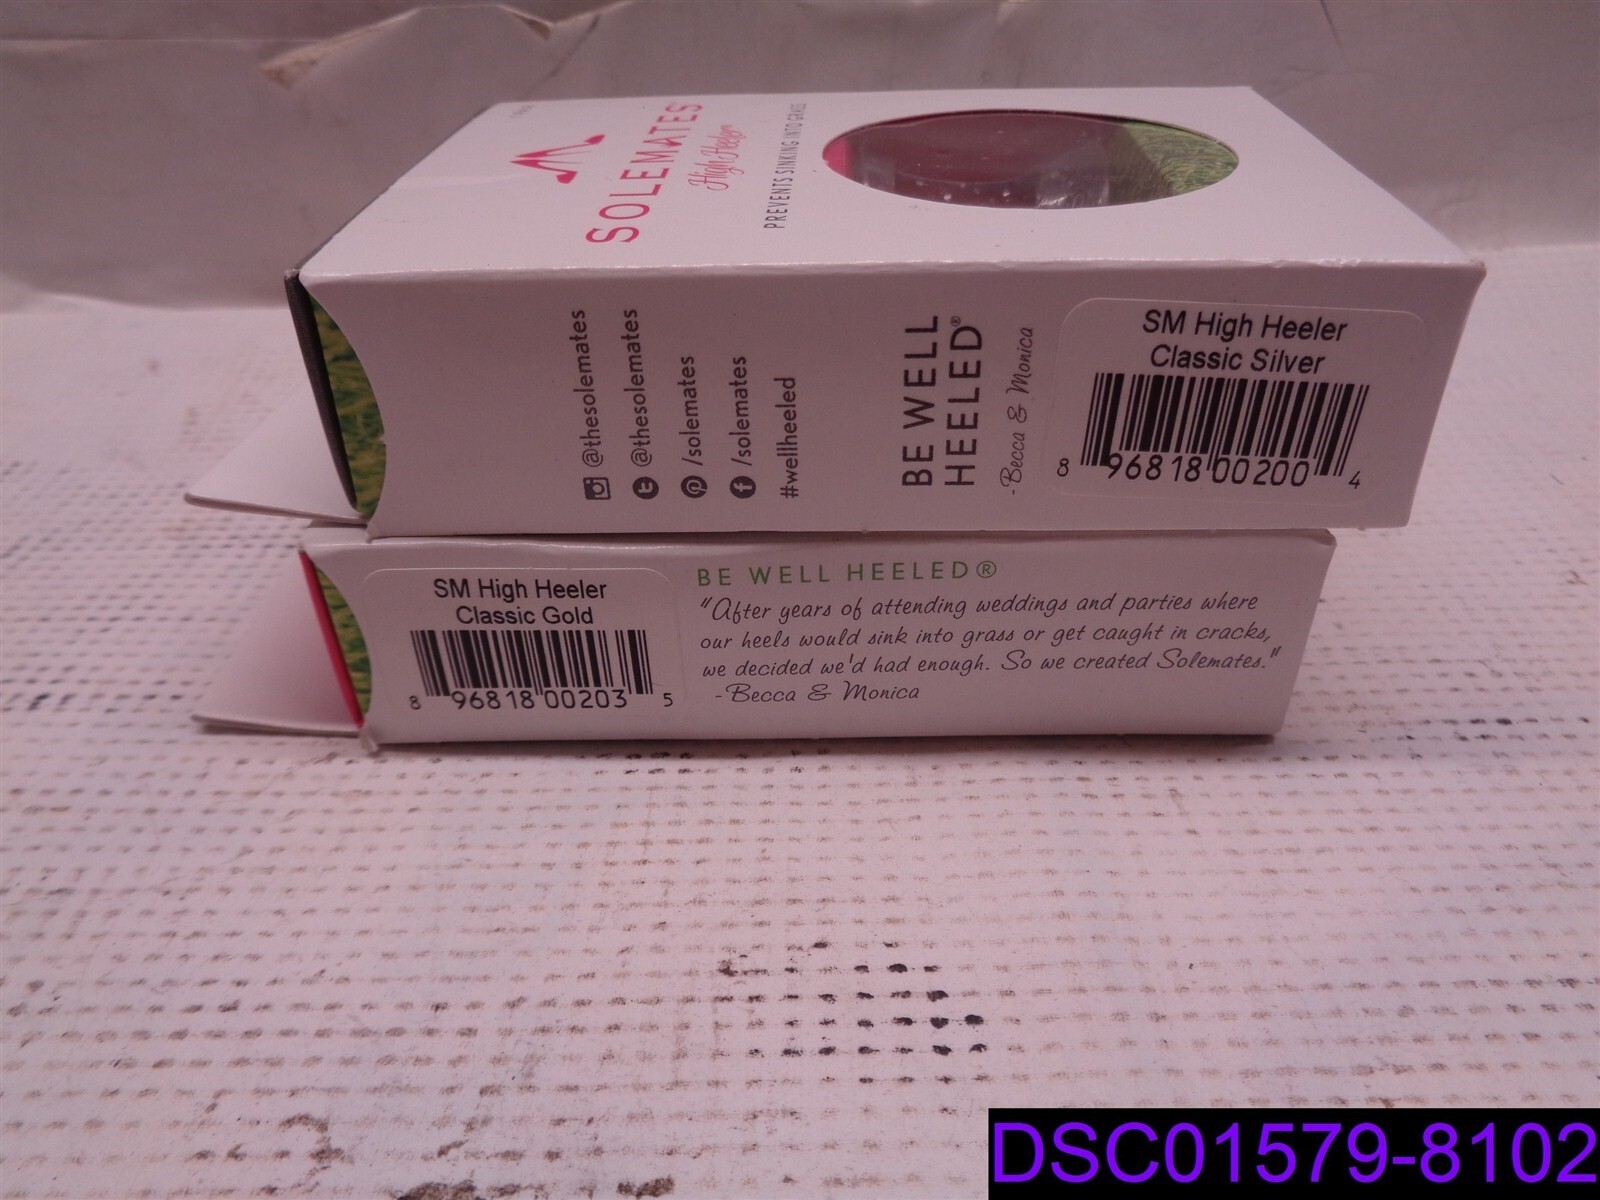 SOLEMATES
High Heeler
PREVENTS SINKING INTO GRASS
@thesolemates
@thesolemates
/solemates
/solemates
#wellheeled
BE WELL
HEELED®
-Becca & Monica
SM High Heeler
Classic Silver
8 96818 00200 4
SM High Heeler
Classic Gold
8 96818 00203 5
BE WELL HEELED®
"After years of attending weddings and parties where
our heels would sink into grass or get caught in cracks,
we decided we'd had enough. So we created Solemates."
-Becca & Monica
DSC01579-8102